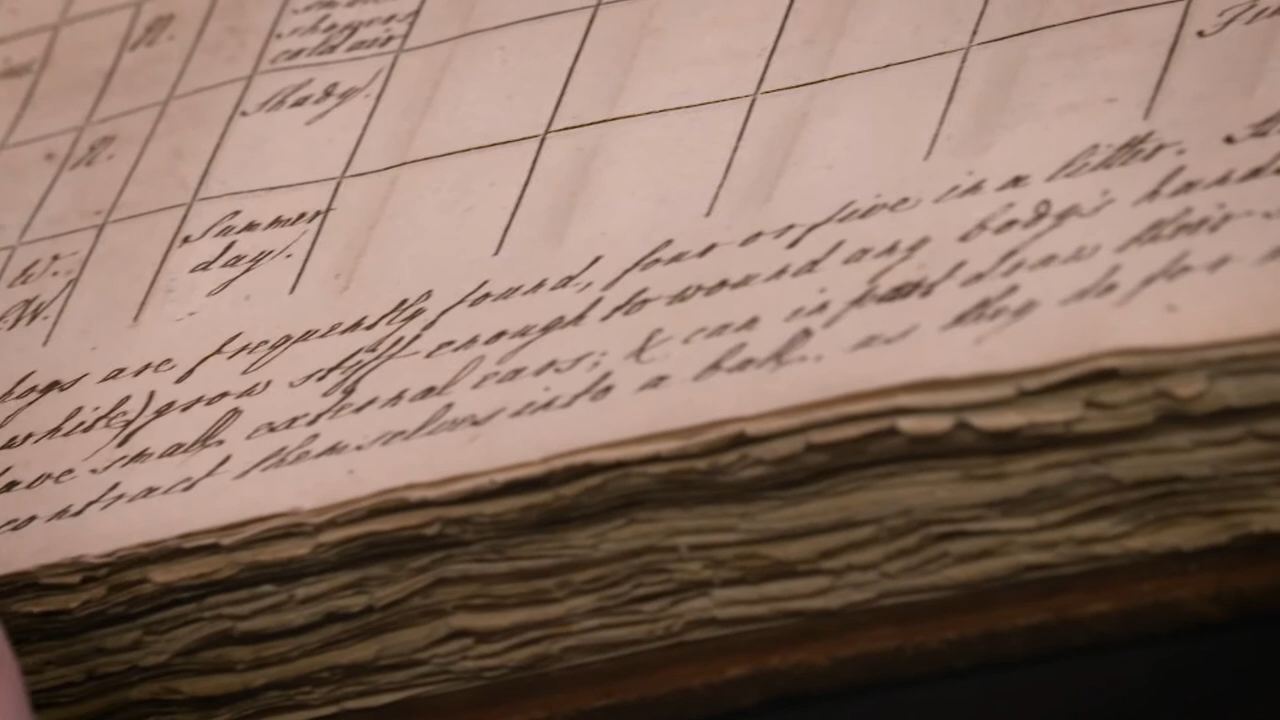 N.
cold air
Shady.
N.
Summer
day.
W.
W.
hogs are frequently found, four or five in a litter.
white) grow stiff enough to wound any body's hands
have small external ears; & can in part draw their
contract themselves into a ball. as they do for